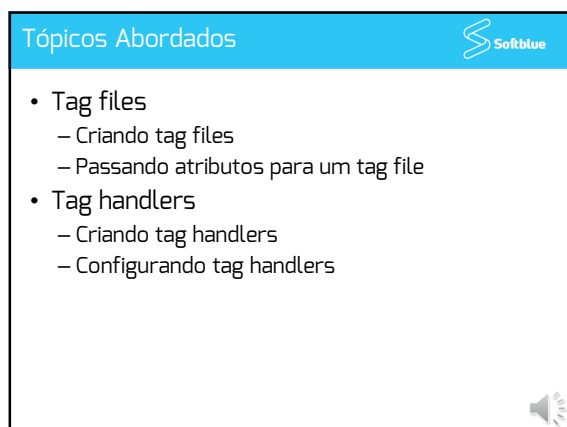 Tópicos Abordados
Softblue
• Tag files
– Criando tag files
– Passando atributos para um tag file
• Tag handlers
– Criando tag handlers
– Configurando tag handlers